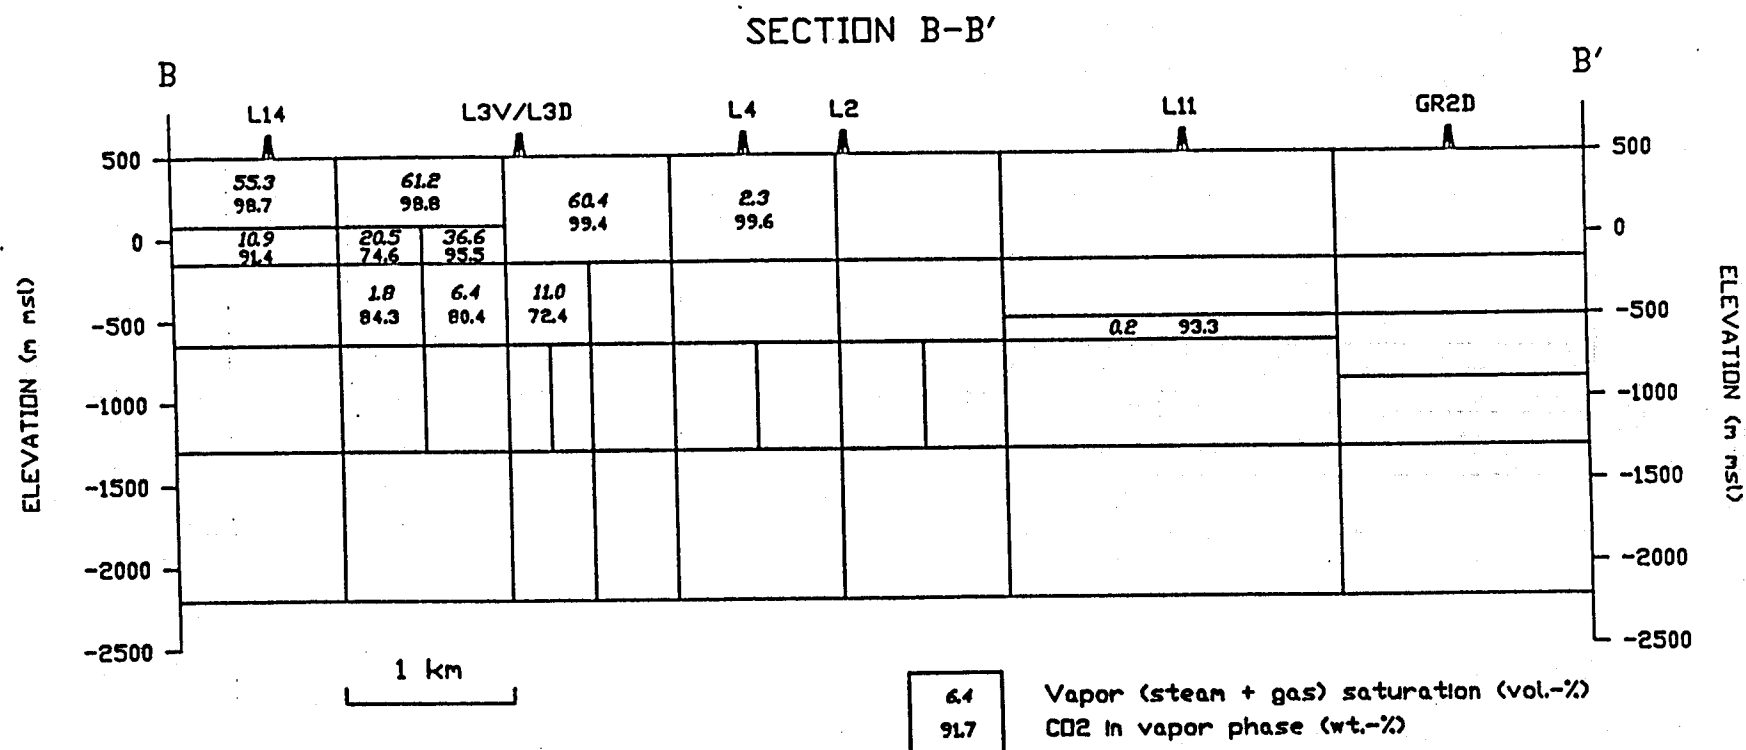 SECTION B-B'
B
B'
L14
L3V/L3D
L4
L2
L11
GR2D
500
0
-500
-1000
-1500
-2000
-2500
ELEVATION (m msl)
55.3
98.7
61.2
98.8
60.4
99.4
2.3
99.6
10.9
91.4
20.5
74.6
36.6
95.5
1.8
84.3
6.4
80.4
11.0
72.4
0.2 93.3
500
0
-500
-1000
-1500
-2000
-2500
ELEVATION (m msl)
1 km
6.4
91.7
Vapor (steam + gas) saturation (vol.-%)
CO2 in vapor phase (wt.-%)